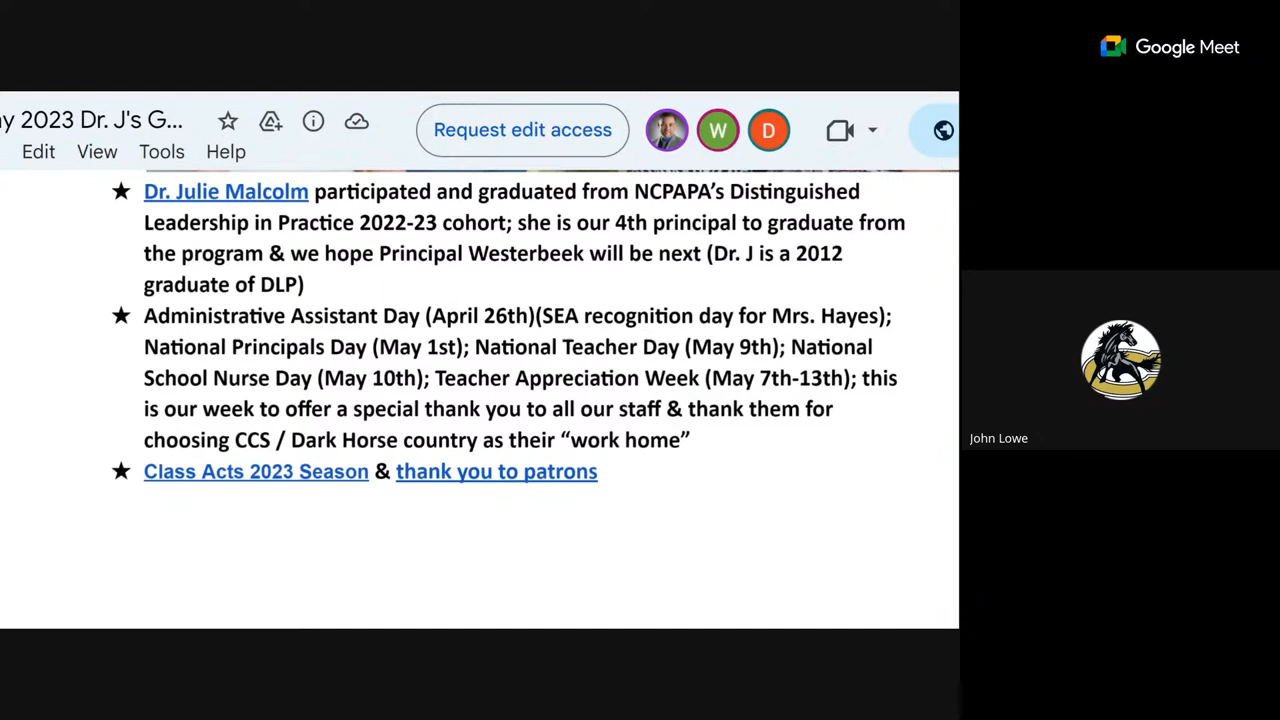 Google Meet
y 2023 Dr. J's G...
Request edit access
W
D
Edit View Tools Help
★ Dr. Julie Malcolm participated and graduated from NCPAPA’s Distinguished
Leadership in Practice 2022-23 cohort; she is our 4th principal to graduate from
the program & we hope Principal Westerbeek will be next (Dr. J is a 2012
graduate of DLP)
★ Administrative Assistant Day (April 26th)(SEA recognition day for Mrs. Hayes);
National Principals Day (May 1st); National Teacher Day (May 9th); National
School Nurse Day (May 10th); Teacher Appreciation Week (May 7th-13th); this
is our week to offer a special thank you to all our staff & thank them for
choosing CCS / Dark Horse country as their “work home”
★ Class Acts 2023 Season & thank you to patrons
John Lowe